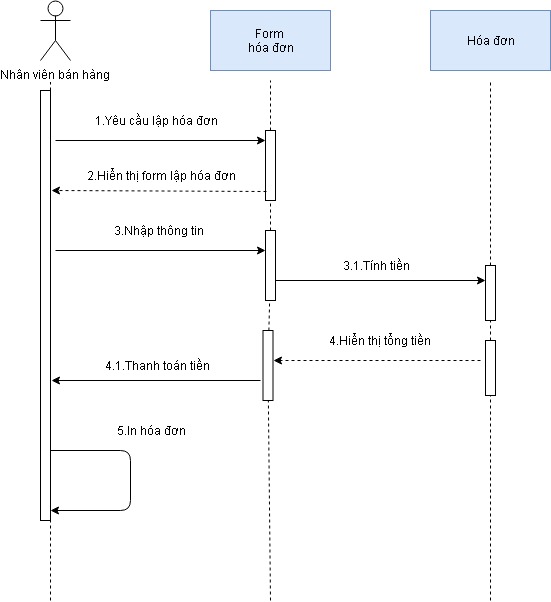 Form
hóa đơn
Hóa đơn
Nhân viên bán hàng
1.Yêu cầu lập hóa đơn
2.Hiển thị form lập hóa đơn
3.Nhập thông tin
3.1.Tính tiền
4.Hiển thị tổng tiền
4.1.Thanh toán tiền
5.In hóa đơn